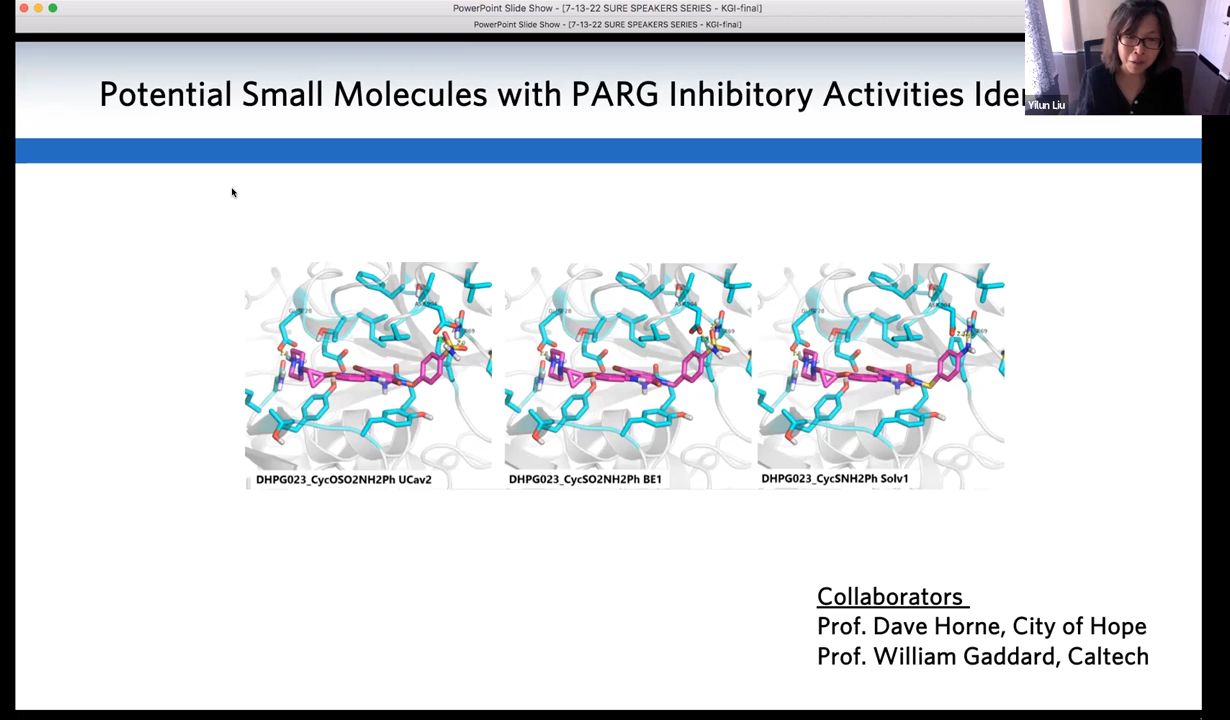 PowerPoint Slide Show - [7-13-22 SURE SPEAKERS SERIES - KGI-final]
PowerPoint Slide Show - [7-13-22 SURE SPEAKERS SERIES - KGI-final]
Potential Small Molecules with PARG Inhibitory Activities Iden
Yilun Liu
DHPG023_CycOSO2NH2Ph UCav2
DHPG023_CycSO2NH2Ph BE1
DHPG023_CycSNH2Ph Solv1
Collaborators
Prof. Dave Horne, City of Hope
Prof. William Gaddard, Caltech